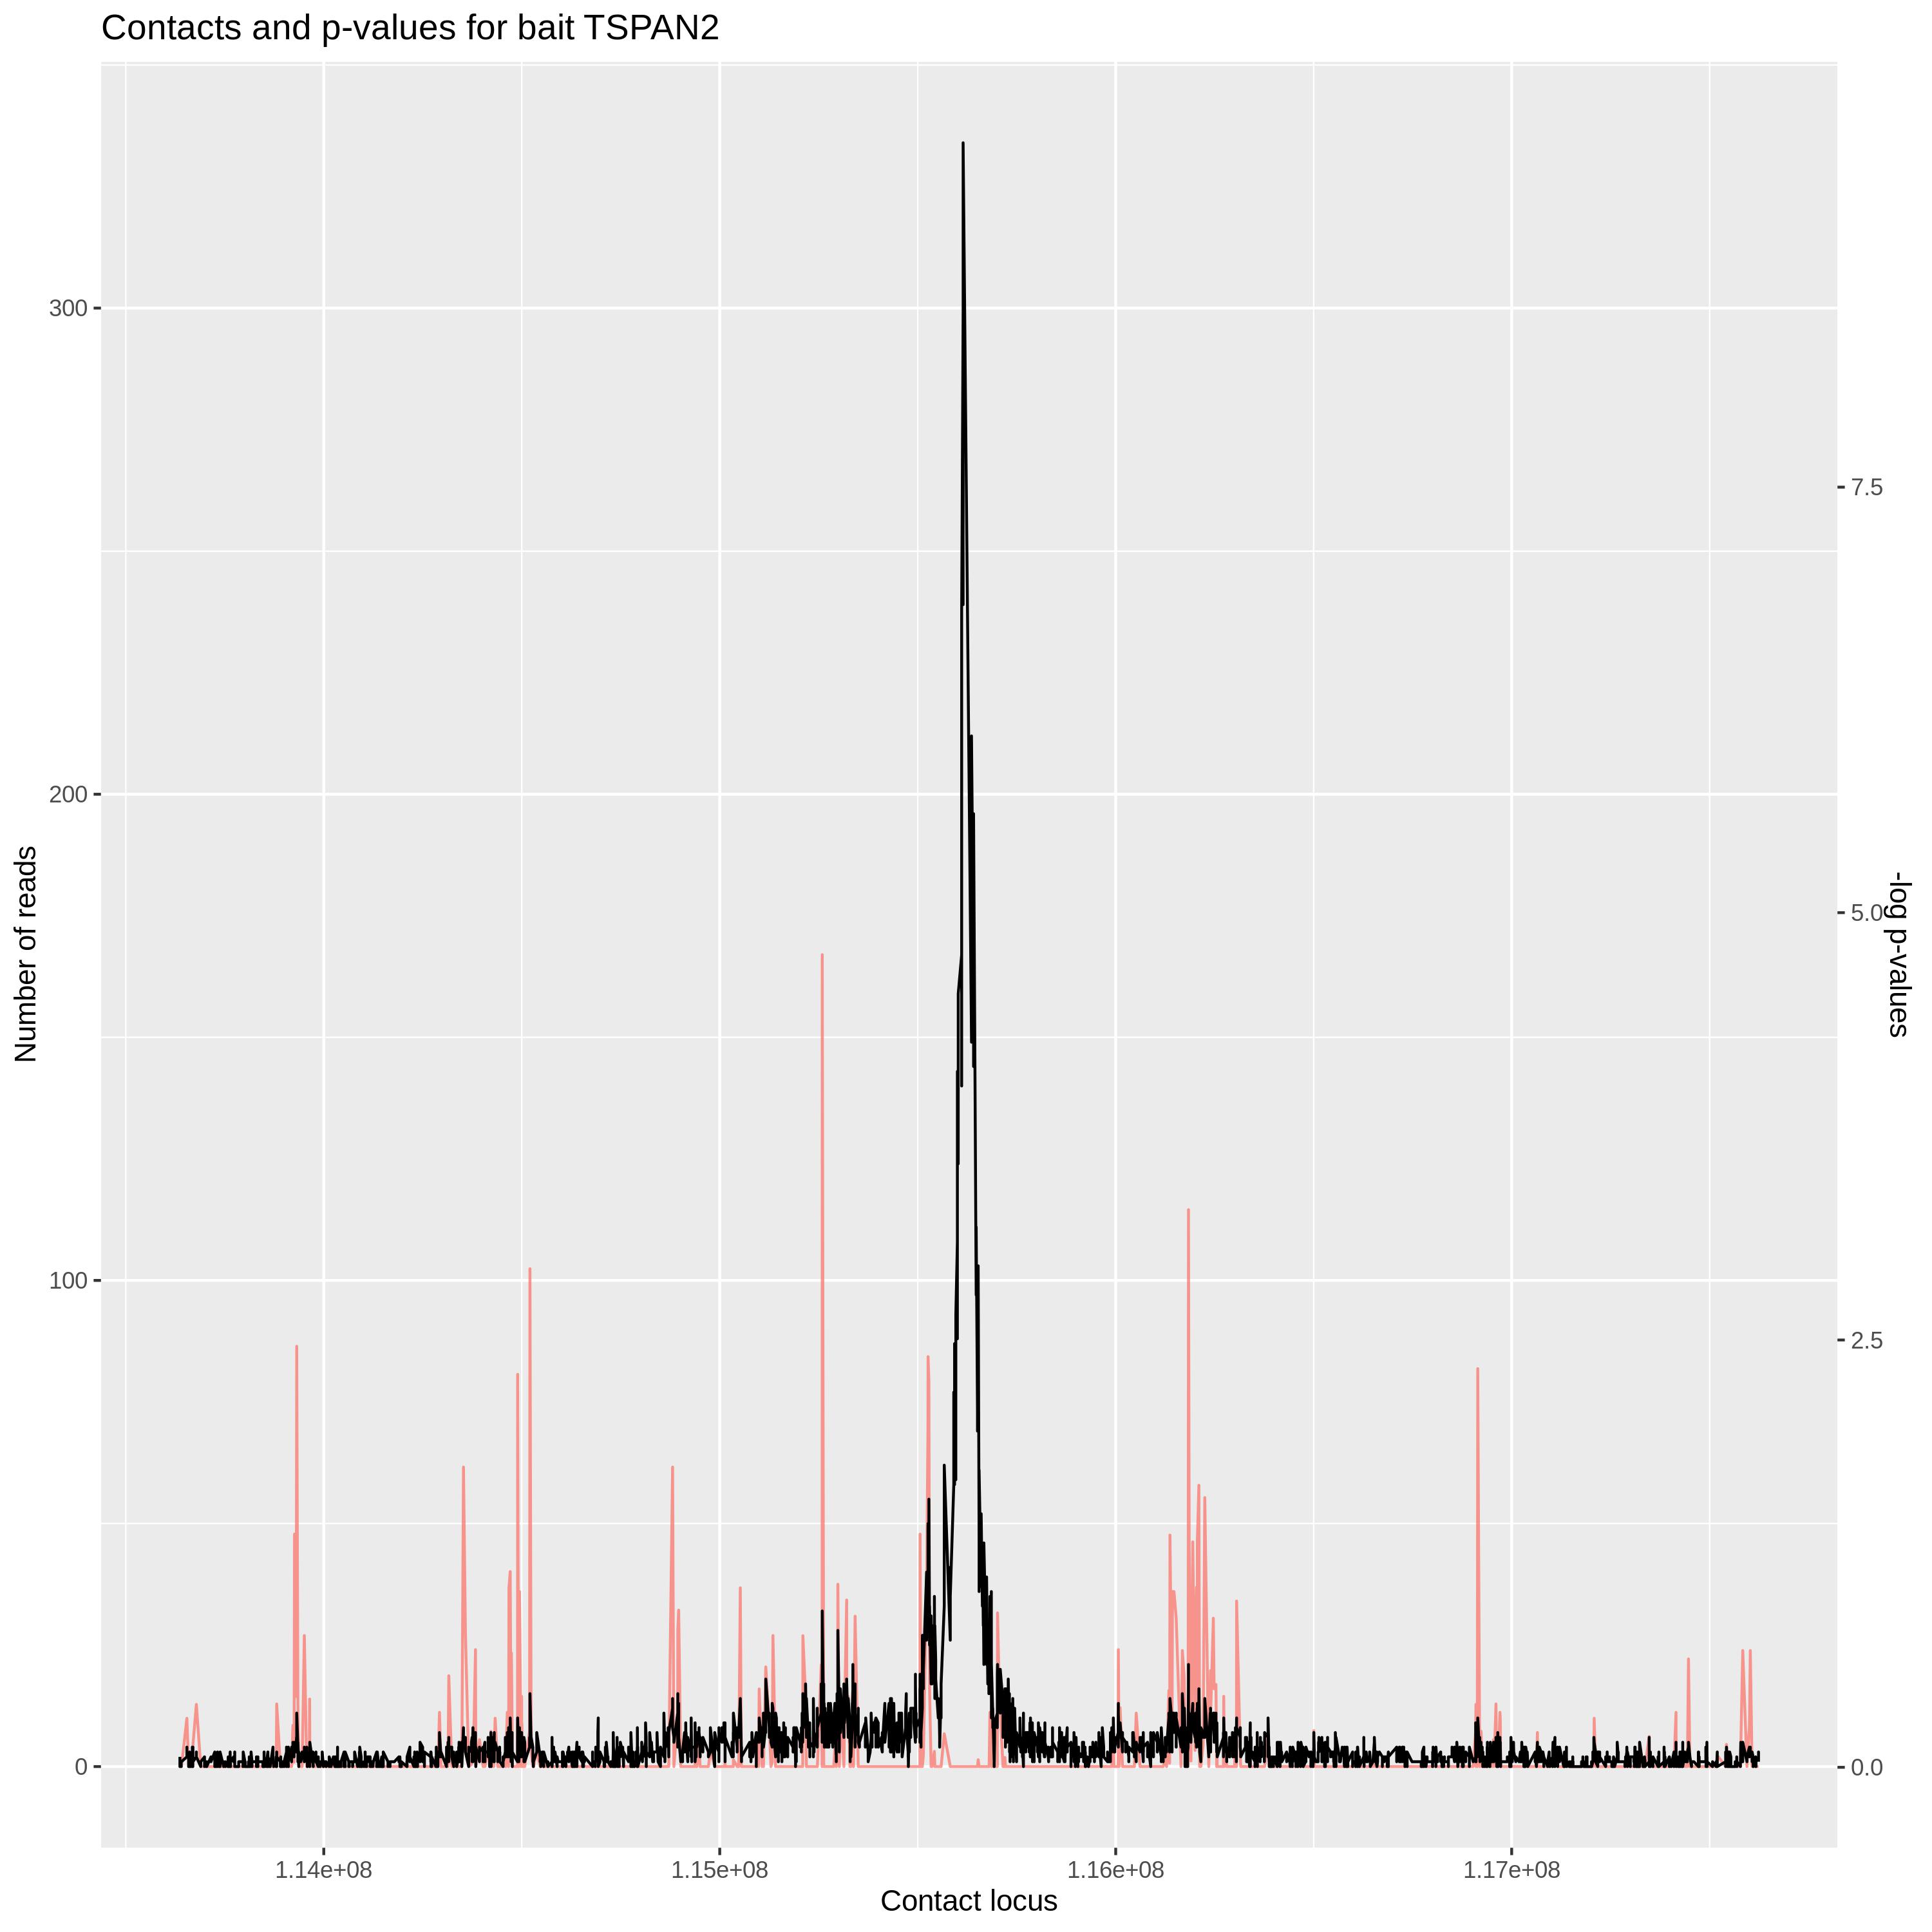 Contacts and p-values for bait TSPAN2
Number of reads
300
200
100
0
7.5
5.0
2.5
0.0
-log p-values
1.14e+08
1.15e+08
1.16e+08
1.17e+08
Contact locus